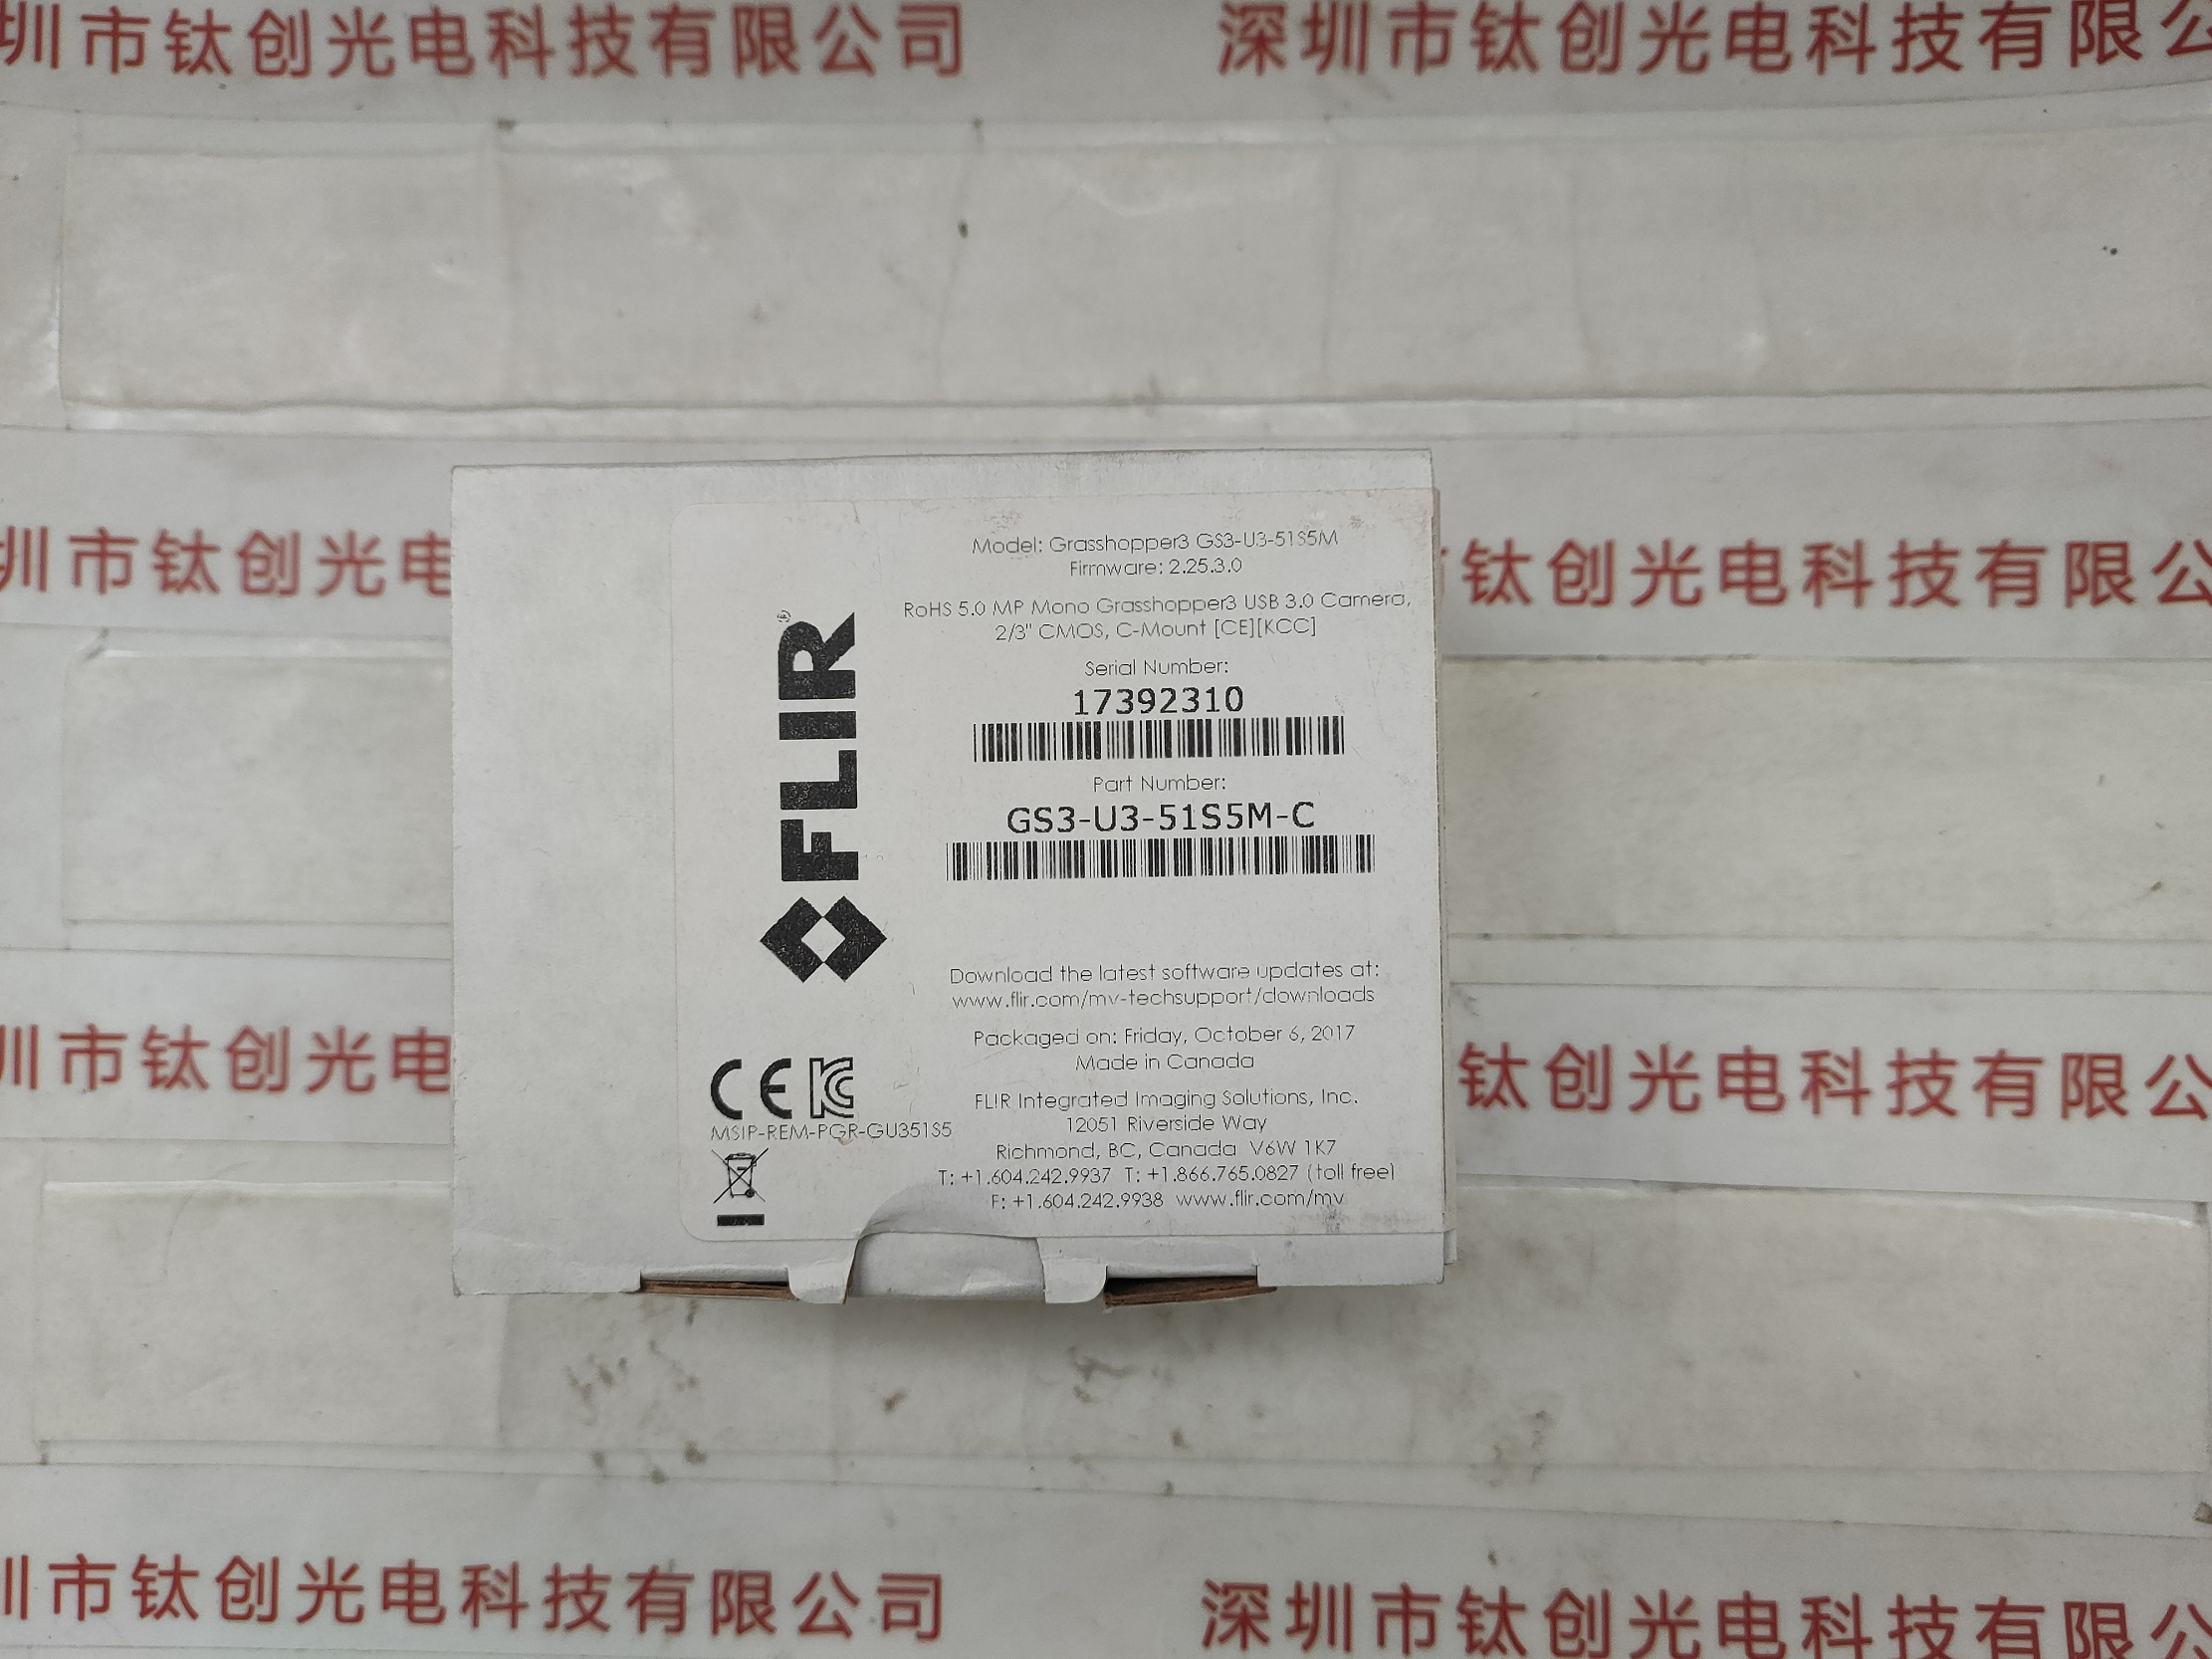 圳市钛创光电科技有限公司 深圳市钛创光电科技有限公
圳市钛创光电 钛创光电科技有限公
Model: Grasshopper3 GS3-U3-51S5M
Firmware: 2.25.3.0
RoHS 5.0 MP Mono Grasshopper3 USB 3.0 Camera,
2/3" CMOS, C-Mount [CE][KCC]
Serial Number:
17392310
Part Number:
GS3-U3-51S5M-C
FLIR®
Download the latest software updates at:
www.flir.com/mv-techsupport/downloads
Packaged on: Friday, October 6, 2017
Made in Canada
圳市钛创光电 钛创光电科技有限公
CE KC
MSIP-REM-PGR-GU351S5
FLIR Integrated Imaging Solutions, Inc.
12051 Riverside Way
Richmond, BC, Canada V6W 1K7
T: +1.604.242.9937 T: +1.866.765.0827 (toll free)
F: +1.604.242.9938 www.flir.com/mv
圳市钛创光电科技有限公司 深圳市钛创光电科技有限公